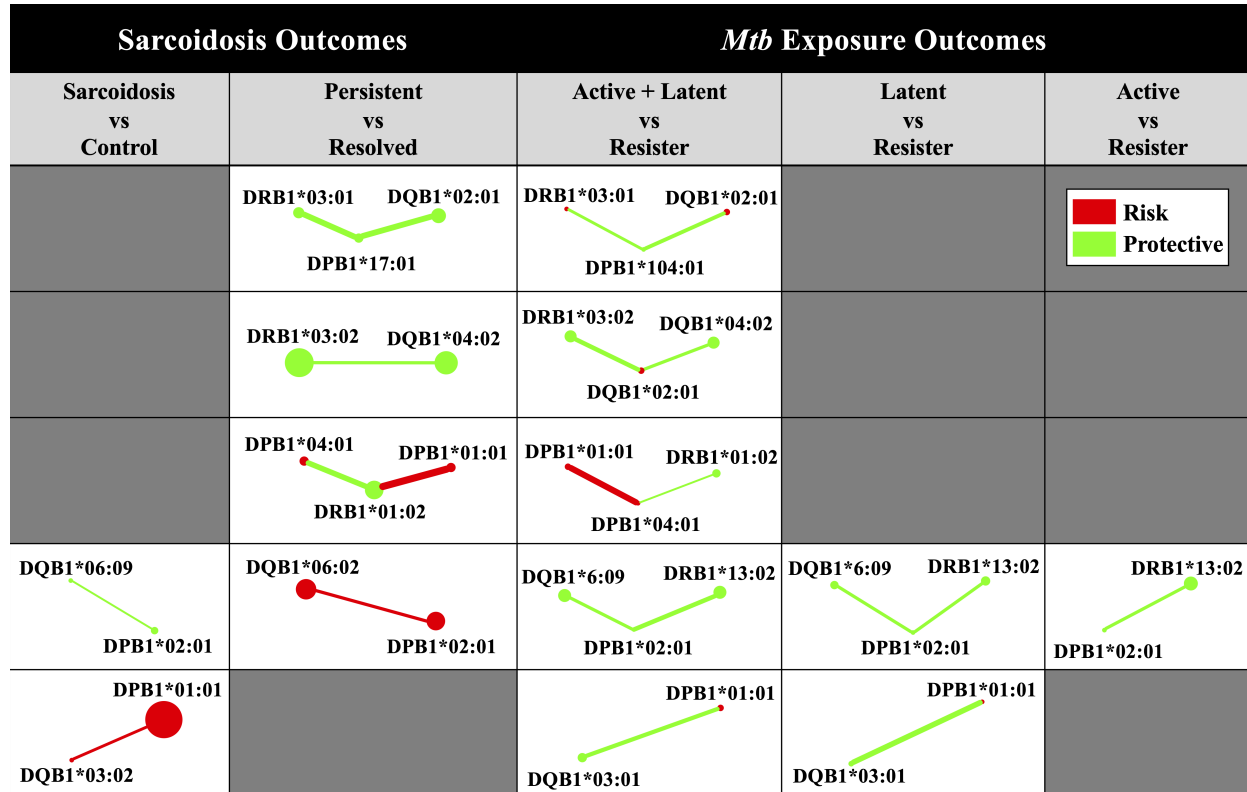 Sarcoidosis Outcomes
Mtb Exposure Outcomes
Sarcoidosis
vs
Control
Persistent
vs
Resolved
Active + Latent
vs
Resister
Latent
vs
Resister
Active
vs
Resister
DRB1*03:01
DQB1*02:01
DPB1*17:01
DRB1*03:01
DQB1*02:01
DPB1*104:01
Risk
Protective
DRB1*03:02
DQB1*04:02
DRB1*03:02
DQB1*04:02
DQB1*02:01
DPB1*04:01
DPB1*01:01
DRB1*01:02
DPB1*01:01
DRB1*01:02
DPB1*04:01
DQB1*06:09
DPB1*02:01
DQB1*06:02
DPB1*02:01
DQB1*6:09
DRB1*13:02
DPB1*02:01
DQB1*6:09
DRB1*13:02
DPB1*02:01
DRB1*13:02
DPB1*02:01
DPB1*01:01
DQB1*03:02
DPB1*01:01
DQB1*03:01
DPB1*01:01
DQB1*03:01